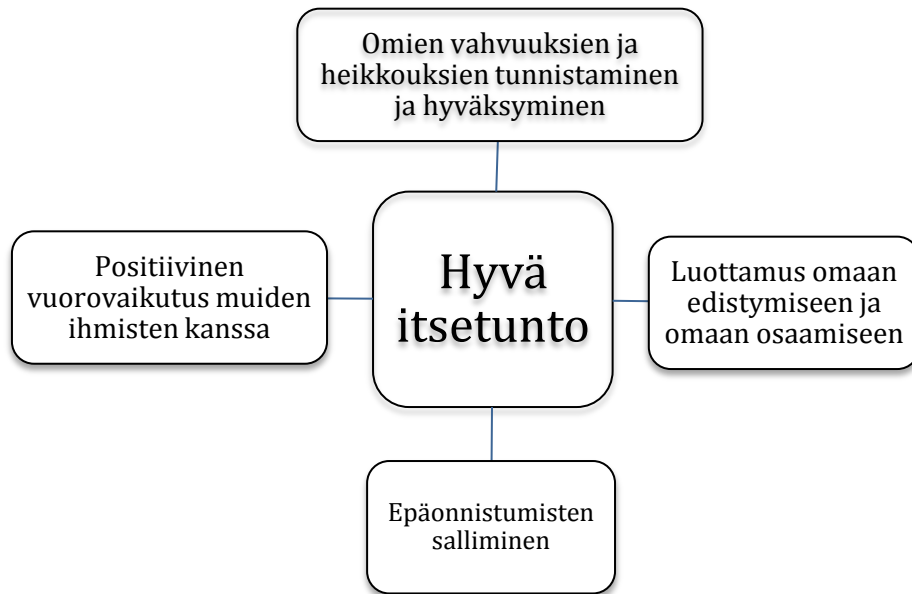 Omien vahvuuksien ja
heikkouksien tunnistaminen
ja hyväksyminen
Positiivinen
vuorovaikutus muiden
ihmisten kanssa
Hyvä
itsetunto
Luottamus omaan
edistymiseen ja
omaan osaamiseen
Epäonnistumisten
salliminen